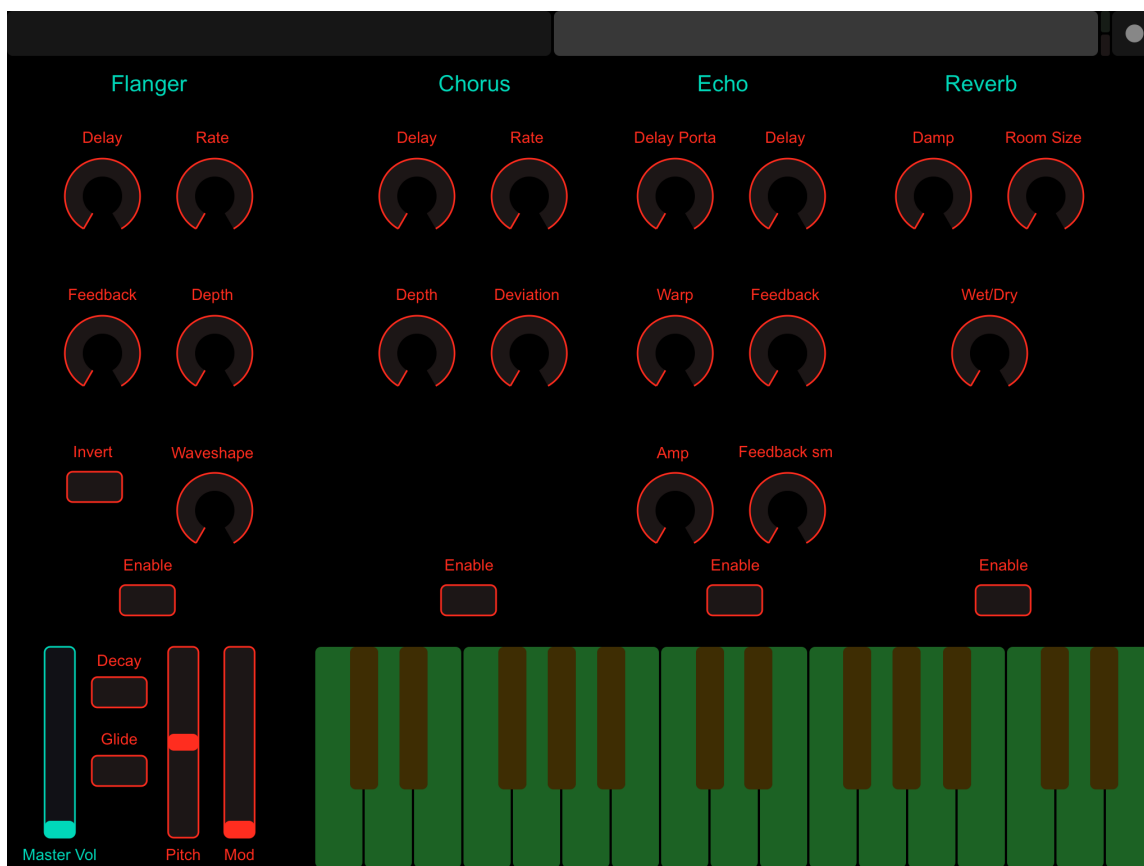 Flanger Chorus Echo Reverb
Delay Rate Delay Rate Delay Porta Delay Damp Room Size
Feedback Depth Depth Deviation Warp Feedback Wet/Dry
Invert Waveshape Amp Feedback sm
Enable Enable Enable Enable
Decay
Glide
Master Vol Pitch Mod